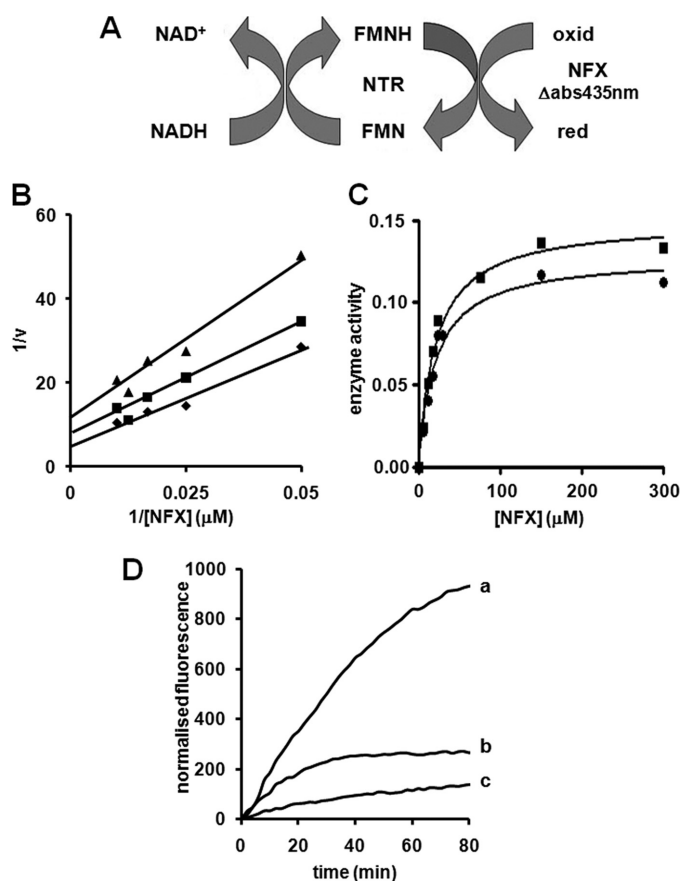 A
NAD+ FMNH oxid
NTR NFX
Δabs435nm
NADH FMN red
B
60
40
20
0
1/v
0 0.025 0.05
1/[NFX] (μM)
C
0.15
0.10
0.05
0.00
enzyme activity
0 100 200 300
[NFX] (μM)
D
1000
800
600
400
200
0
normalised fluorescence
a
b
c
0 20 40 60 80
time (min)